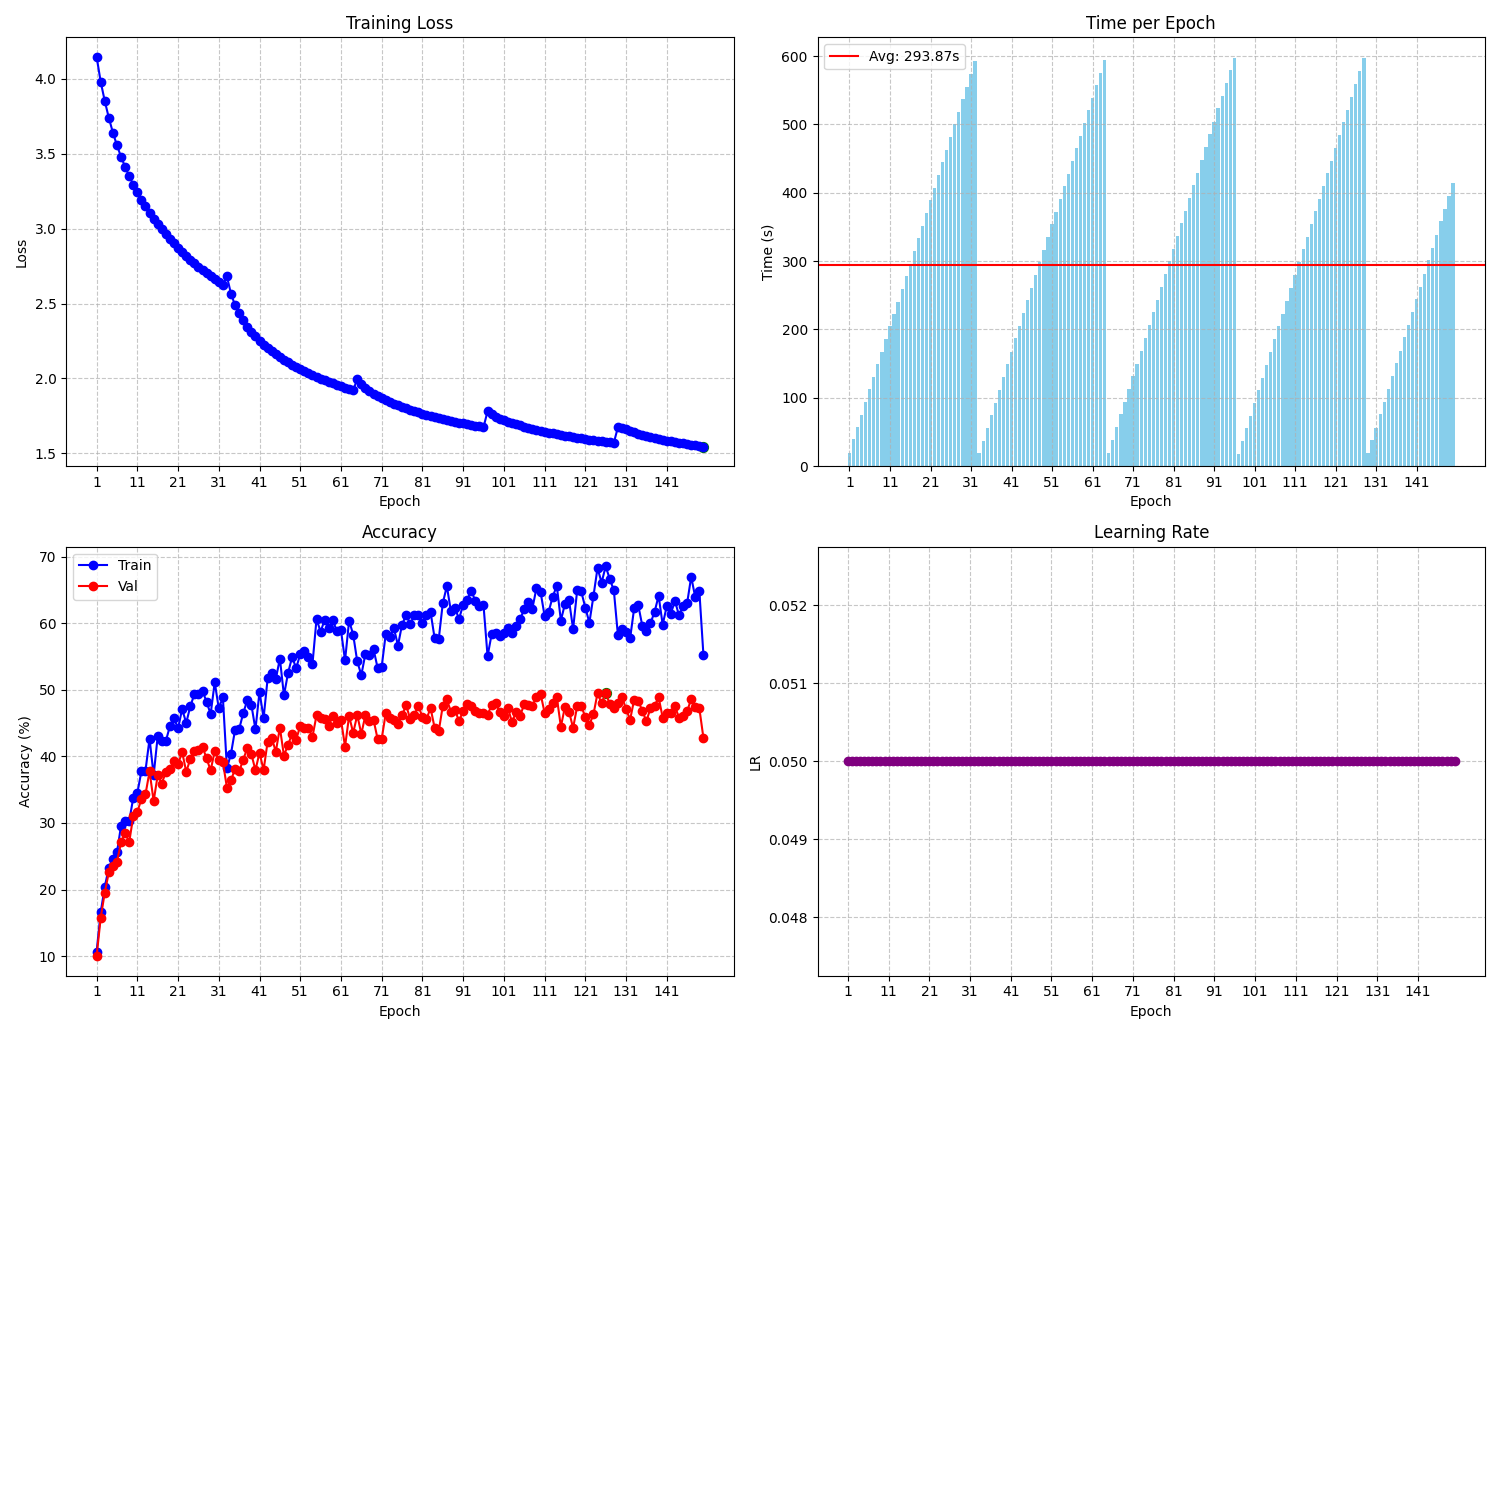 Training Loss
4.0
3.5
3.0
2.5
2.0
1.5
Loss
1 11 21 31 41 51 61 71 81 91 101 111 121 131 141
Epoch
Time per Epoch
Avg: 293.87s
600
500
400
300
200
100
0
Time (s)
1 11 21 31 41 51 61 71 81 91 101 111 121 131 141
Epoch
Accuracy
Train
Val
70
60
50
40
30
20
10
Accuracy (%)
1 11 21 31 41 51 61 71 81 91 101 111 121 131 141
Epoch
Learning Rate
0.052
0.051
0.050
0.049
0.048
LR
1 11 21 31 41 51 61 71 81 91 101 111 121 131 141
Epoch